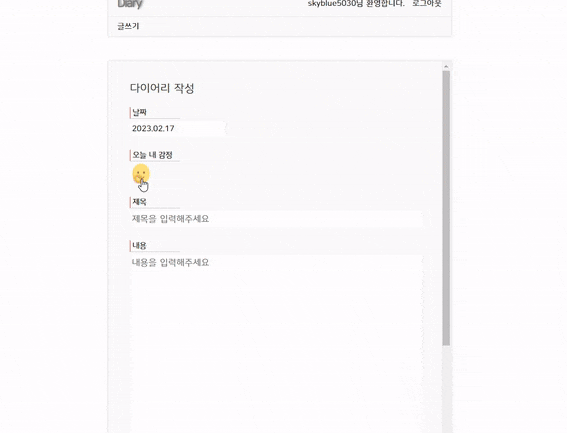 Diary
skyblue5030님 환영합니다. 로그아웃
글쓰기
다이어리 작성
날짜
2023.02.17
오늘 내 감정
제목
제목을 입력해주세요
내용
내용을 입력해주세요